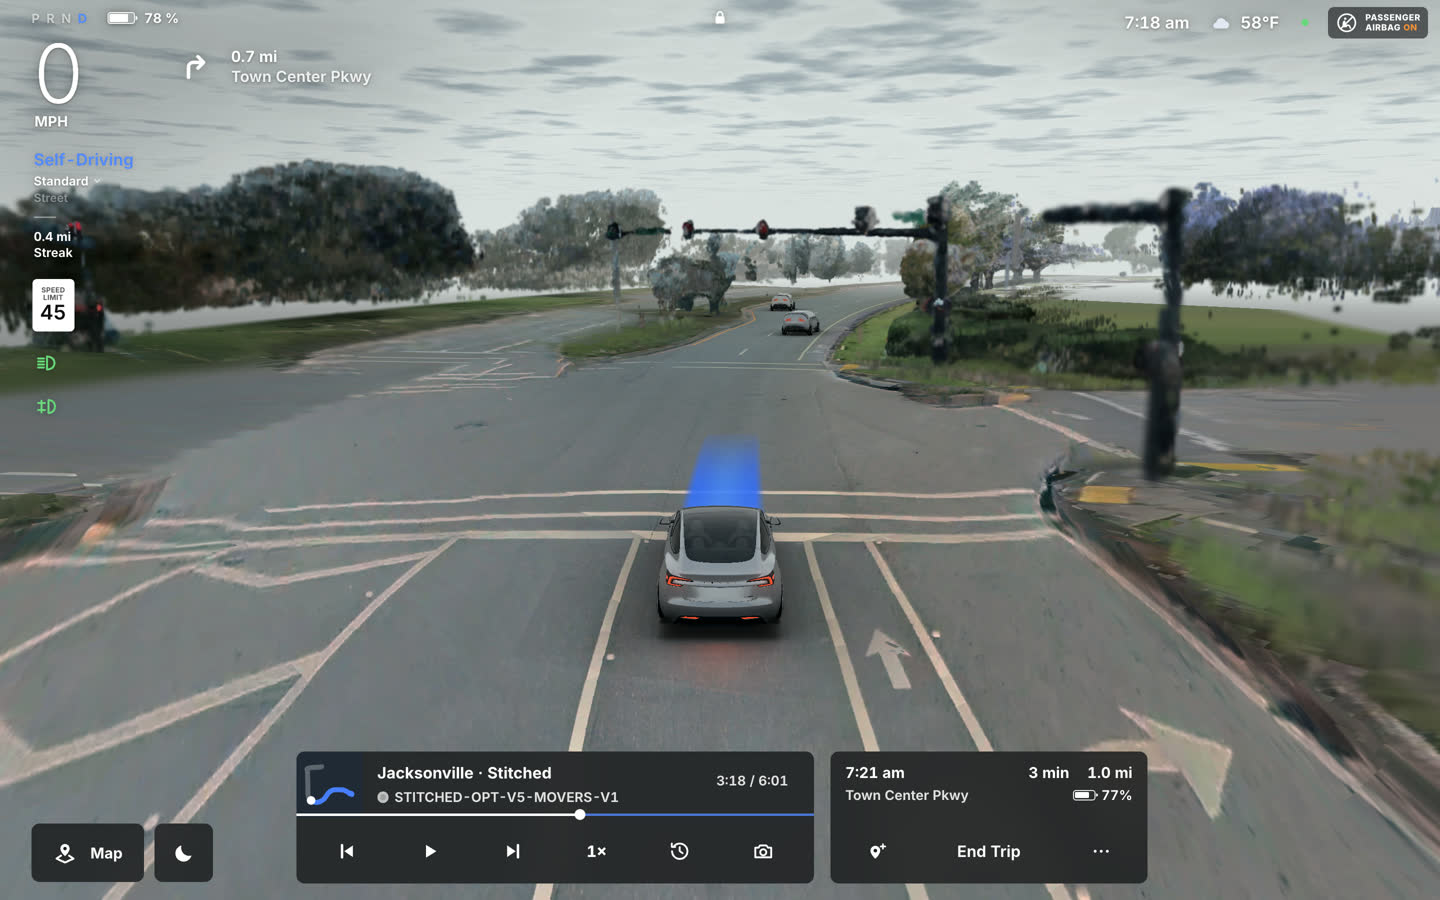 P R N D 78 %
7:18 am 58°F
PASSENGER
AIRBAG ON
0
MPH
0.7 mi
Town Center Pkwy
Self-Driving
Standard
Street
0.4 mi
Streak
SPEED
LIMIT
45
Jacksonville · Stitched
STITCHED-OPT-V5-MOVERS-V1
3:18 / 6:01
1×
7:21 am 3 min 1.0 mi
Town Center Pkwy 77%
End Trip
Map